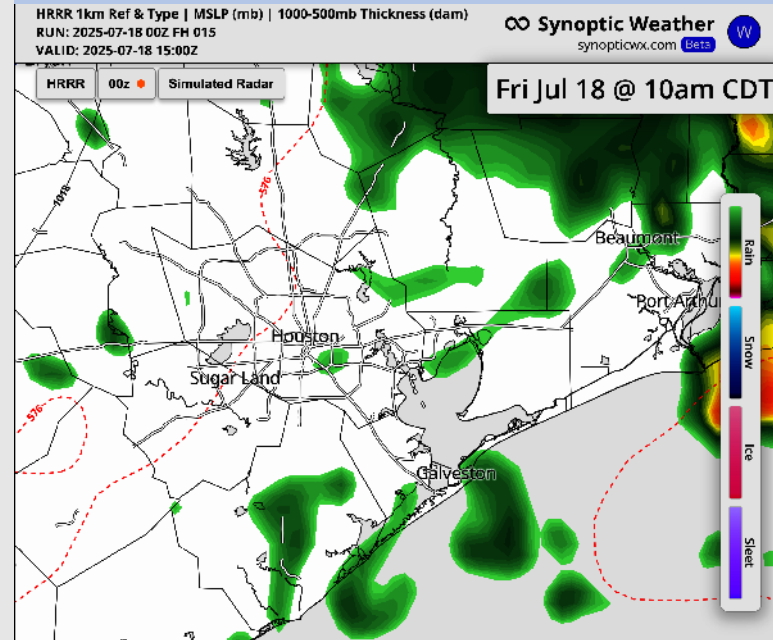 HRRR 1km Ref & Type | MSLP (mb) | 1000-500mb Thickness (dam)
RUN: 2025-07-18 00Z FH 015
VALID: 2025-07-18 15:00Z
Synoptic Weather
synopticwx.com Beta
W
HRRR
00z
Simulated Radar
Fri Jul 18 @ 10am CDT
1018
576
Beaumont
Port Arthur
Houston
Sugar Land
576
Galveston
Rain
Snow
Ice
Sleet